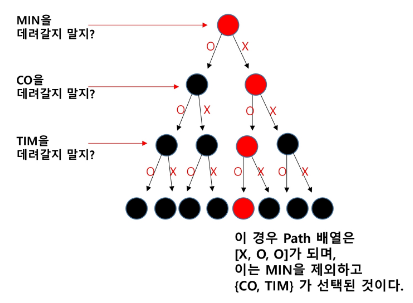 MIN을
데려갈지 말지?
O X
CO을
데려갈지 말지?
O X O X
TIM을
데려갈지 말지?
O X O X O X O X
이 경우 Path 배열은
[X, O, O]가 되며,
이는 MIN을 제외하고
{CO, TIM} 가 선택된 것이다.